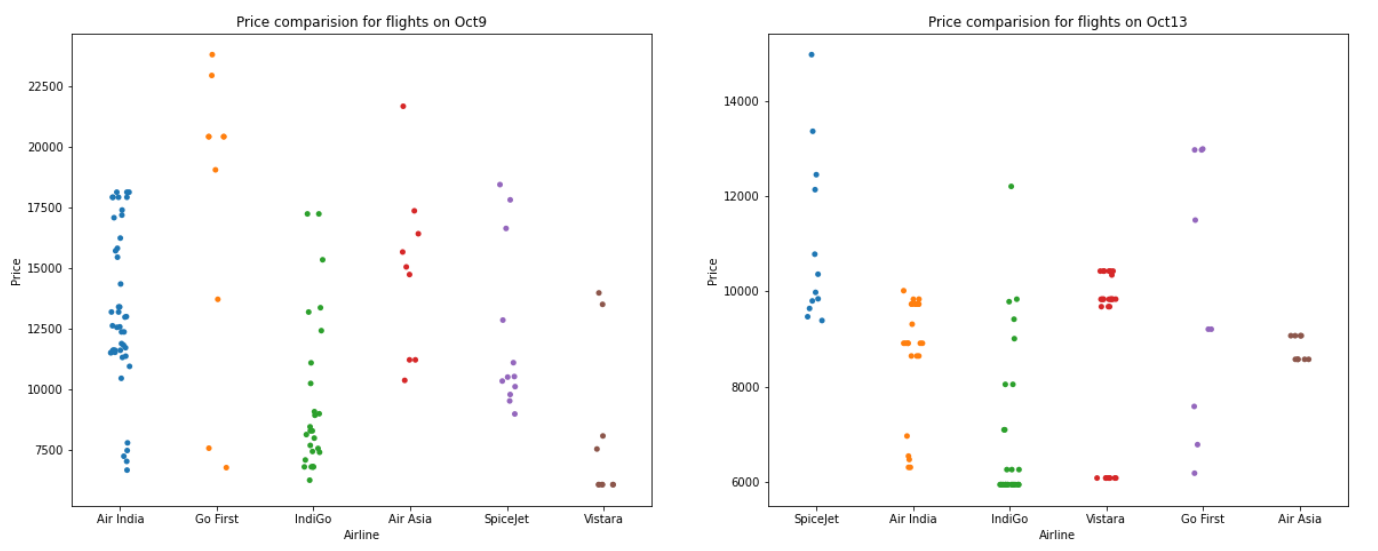 Price comparision for flights on Oct9
22500
20000
17500
15000
12500
10000
7500
Price
Air India Go First IndiGo Air Asia SpiceJet Vistara
Airline
Price comparision for flights on Oct13
14000
12000
10000
8000
6000
Price
SpiceJet Air India IndiGo Vistara Go First Air Asia
Airline